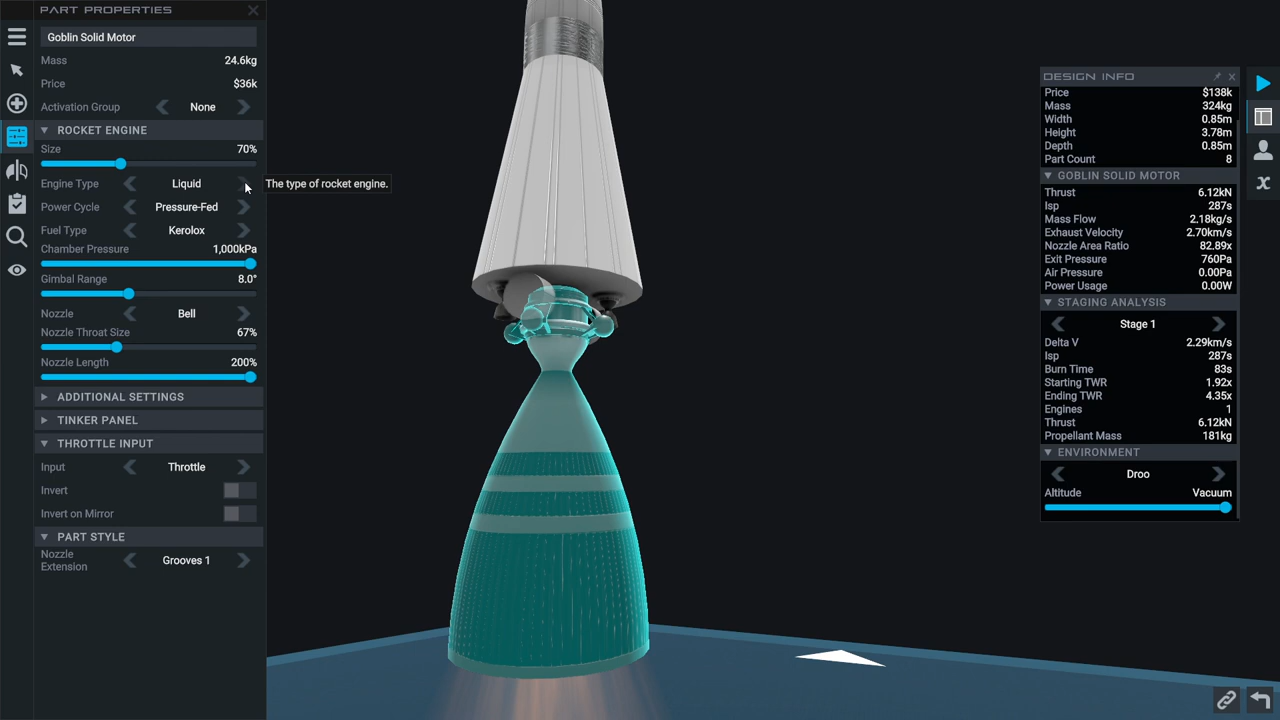 PART PROPERTIES
Goblin Solid Motor
Mass 24.6kg
Price $36k
Activation Group None
ROCKET ENGINE
Size 70%
Engine Type Liquid
The type of rocket engine.
Power Cycle Pressure-Fed
Fuel Type Kerolox
Chamber Pressure 1,000kPa
Gimbal Range 8.0°
Nozzle Bell
Nozzle Throat Size 67%
Nozzle Length 200%
ADDITIONAL SETTINGS
TINKER PANEL
THROTTLE INPUT
Input Throttle
Invert
Invert on Mirror
PART STYLE
Nozzle
Extension Grooves 1
DESIGN INFO
Price $138k
Mass 324kg
Width 0.85m
Height 3.78m
Depth 0.85m
Part Count 8
GOBLIN SOLID MOTOR
Thrust 6.12kN
Isp 287s
Mass Flow 2.18kg/s
Exhaust Velocity 2.70km/s
Nozzle Area Ratio 82.89x
Exit Pressure 760Pa
Air Pressure 0.00Pa
Power Usage 0.00W
STAGING ANALYSIS
Stage 1
Delta V 2.29km/s
Isp 287s
Burn Time 83s
Starting TWR 1.92x
Ending TWR 4.35x
Engines 1
Thrust 6.12kN
Propellant Mass 181kg
ENVIRONMENT
Droo
Altitude Vacuum